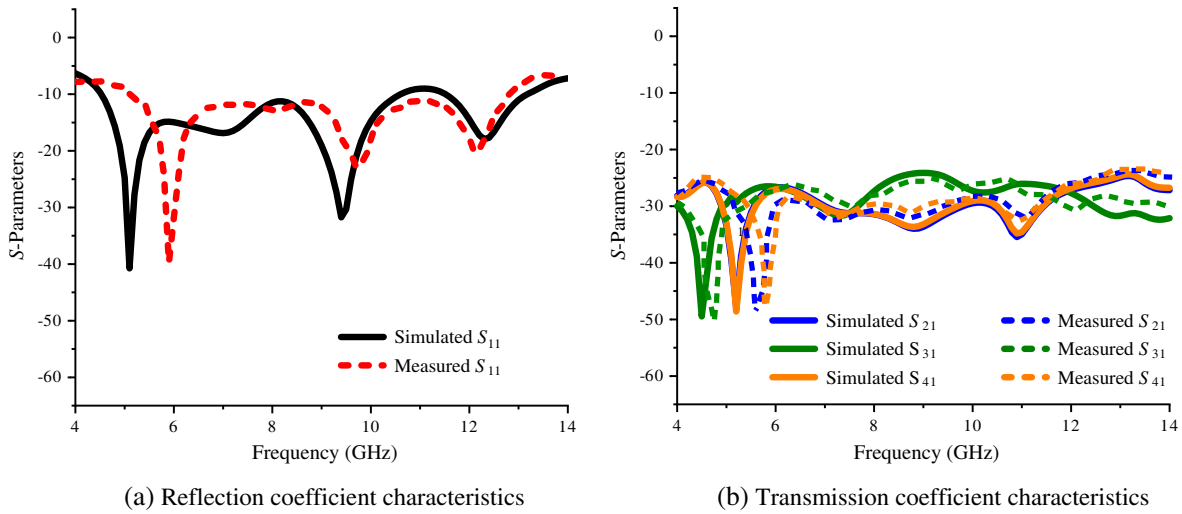 0
-10
-20
-30
-40
-50
-60
S-Parameters
4 6 8 10 12 14
Frequency (GHz)
Simulated S11
Measured S11
(a) Reflection coefficient characteristics
0
-10
-20
-30
-40
-50
-60
S-Parameters
4 6 8 10 12 14
Frequency (GHz)
Simulated S21 Measured S21
Simulated S31 Measured S31
Simulated S41 Measured S41
(b) Transmission coefficient characteristics